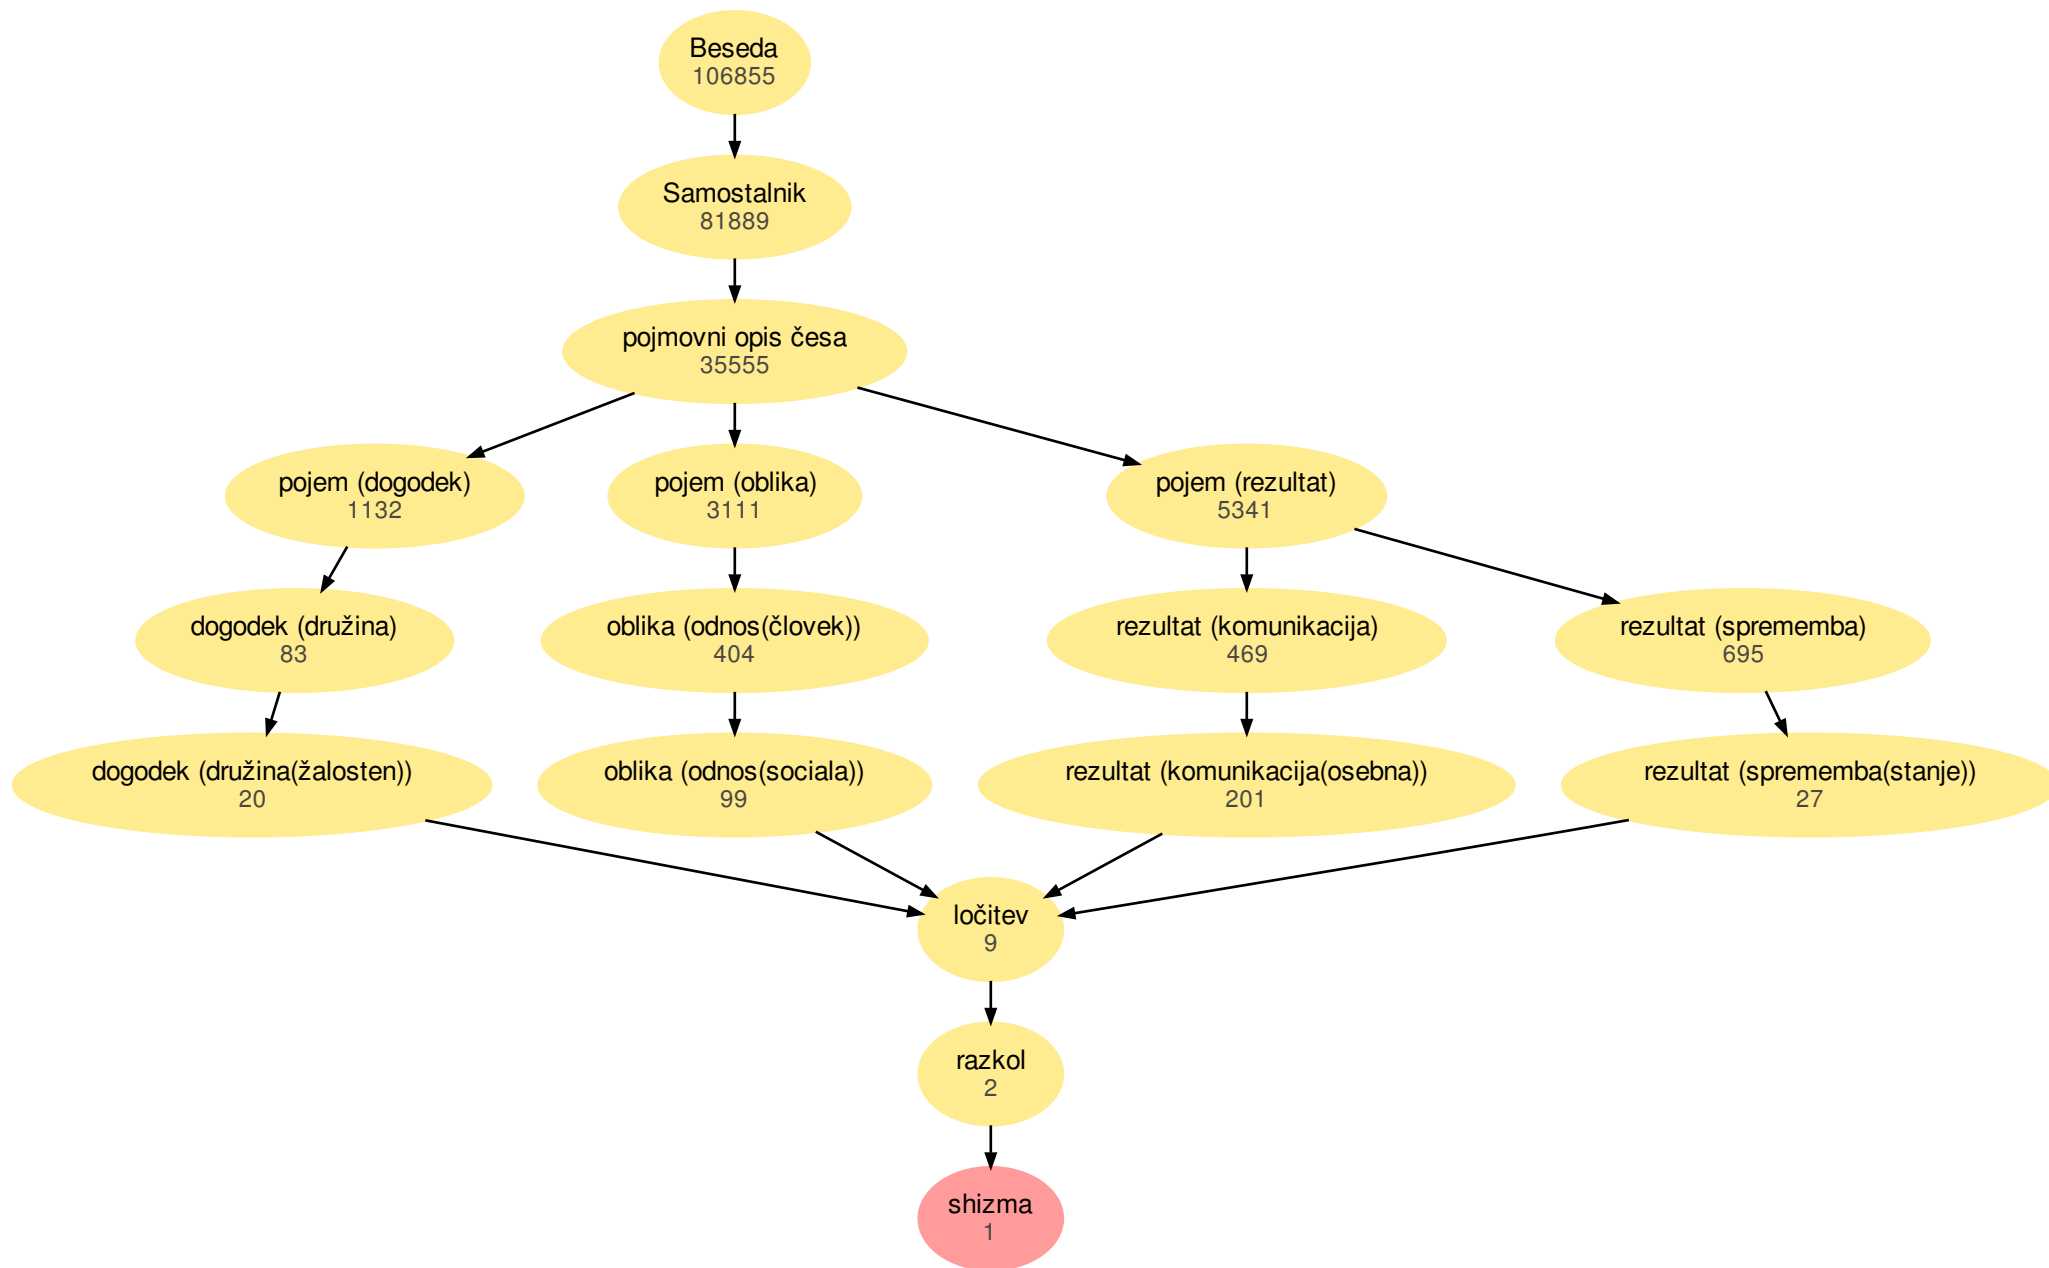 Beseda
106855
Samostalnik
81889
pojmovni opis česa
35555
pojem (dogodek)
1132
pojem (oblika)
3111
pojem (rezultat)
5341
dogodek (družina)
83
oblika (odnos(človek))
404
rezultat (komunikacija)
469
rezultat (sprememba)
695
dogodek (družina(žalosten))
20
oblika (odnos(sociala))
99
rezultat (komunikacija(osebna))
201
rezultat (sprememba(stanje))
27
ločitev
9
razkol
2
shizma
1